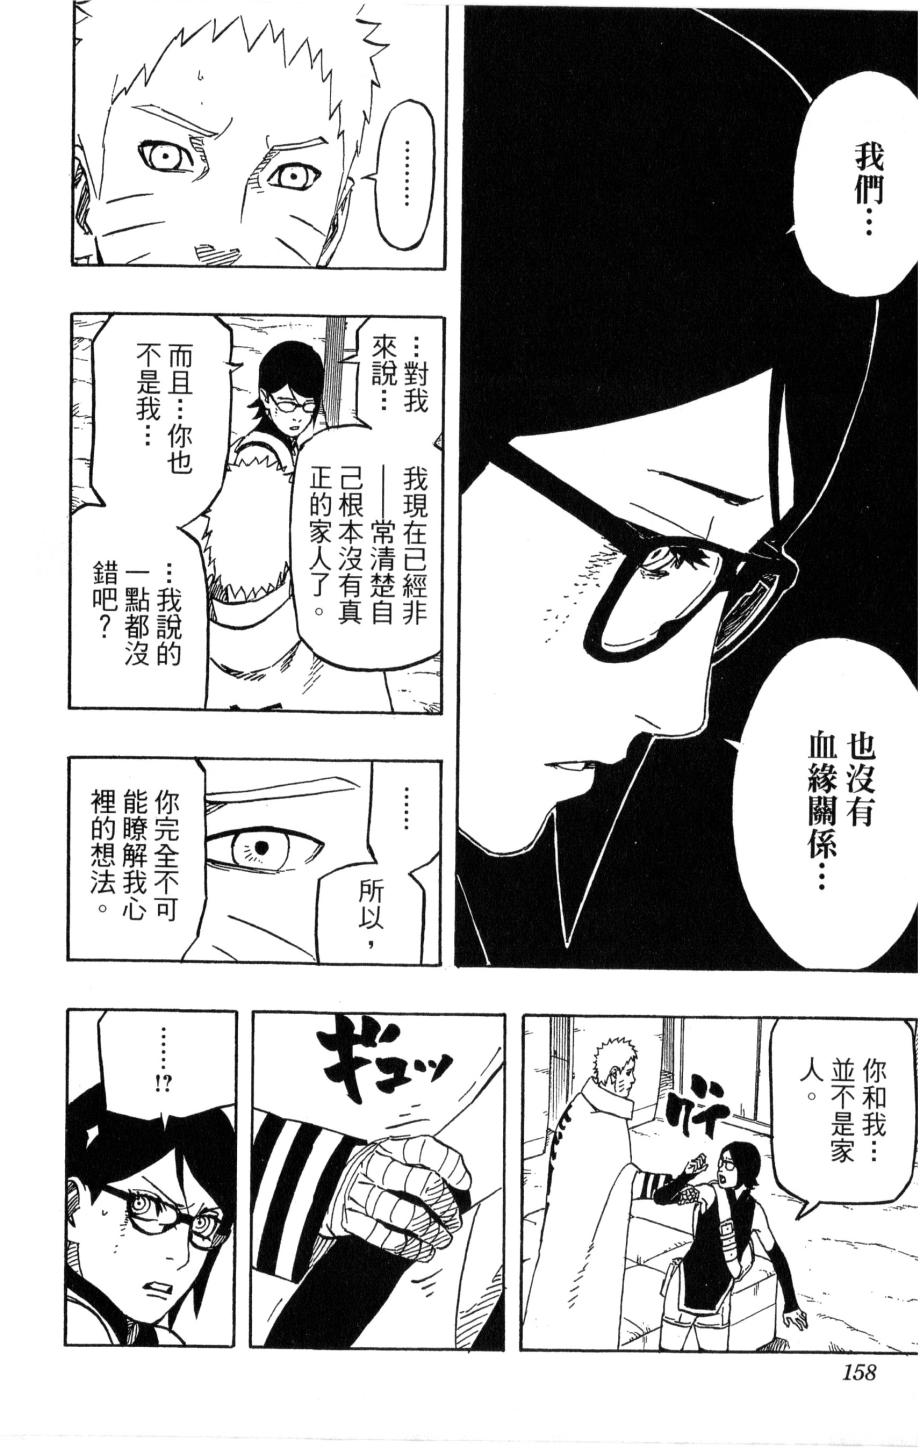 我們…
也沒有
血緣關係…
………
…對我
來說…
我現在已經非
——常清楚自
己根本沒有真
正的家人了。
而且…你也
不是我…
…我說的
一點都沒
錯吧？
……
所以，
你完全不可
能瞭解我心
裡的想法。
你和我…
並不是家
人。
グイ
ギュッ
……!?
158